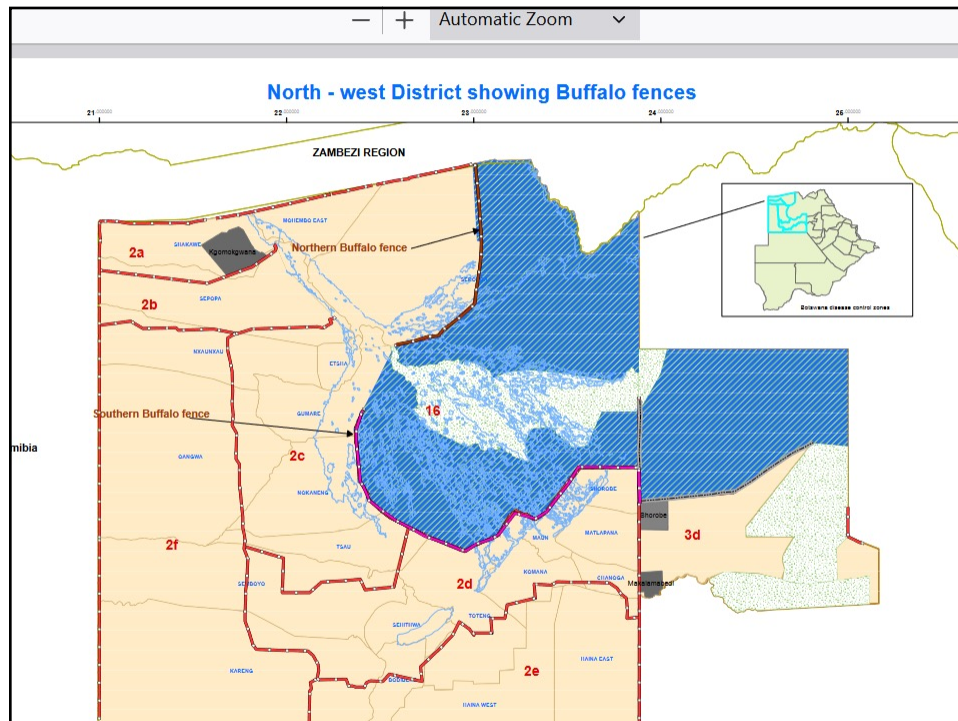 Automatic Zoom
North - west District showing Buffalo fences
21
22
23
24
25
ZAMBEZI REGION
MOHEMBO EAST
SHAKAWE
Kgomokgwana
2a
Northern Buffalo fence
2b
SEPOPA
NXAUNXAU
ETSHA
Botswana disease control zones
16
Southern Buffalo fence
GUMARE
mibia
2c
GANGWA
NOKANENG
SHOROBE
Shorobe
3d
MATLAPANA
MAUN
2f
TSAU
KOMANA
CHANOGA
Makalamabedi
2d
TOTENG
SEHITHWA
HAINA EAST
KARENG
2e
HAINA WEST